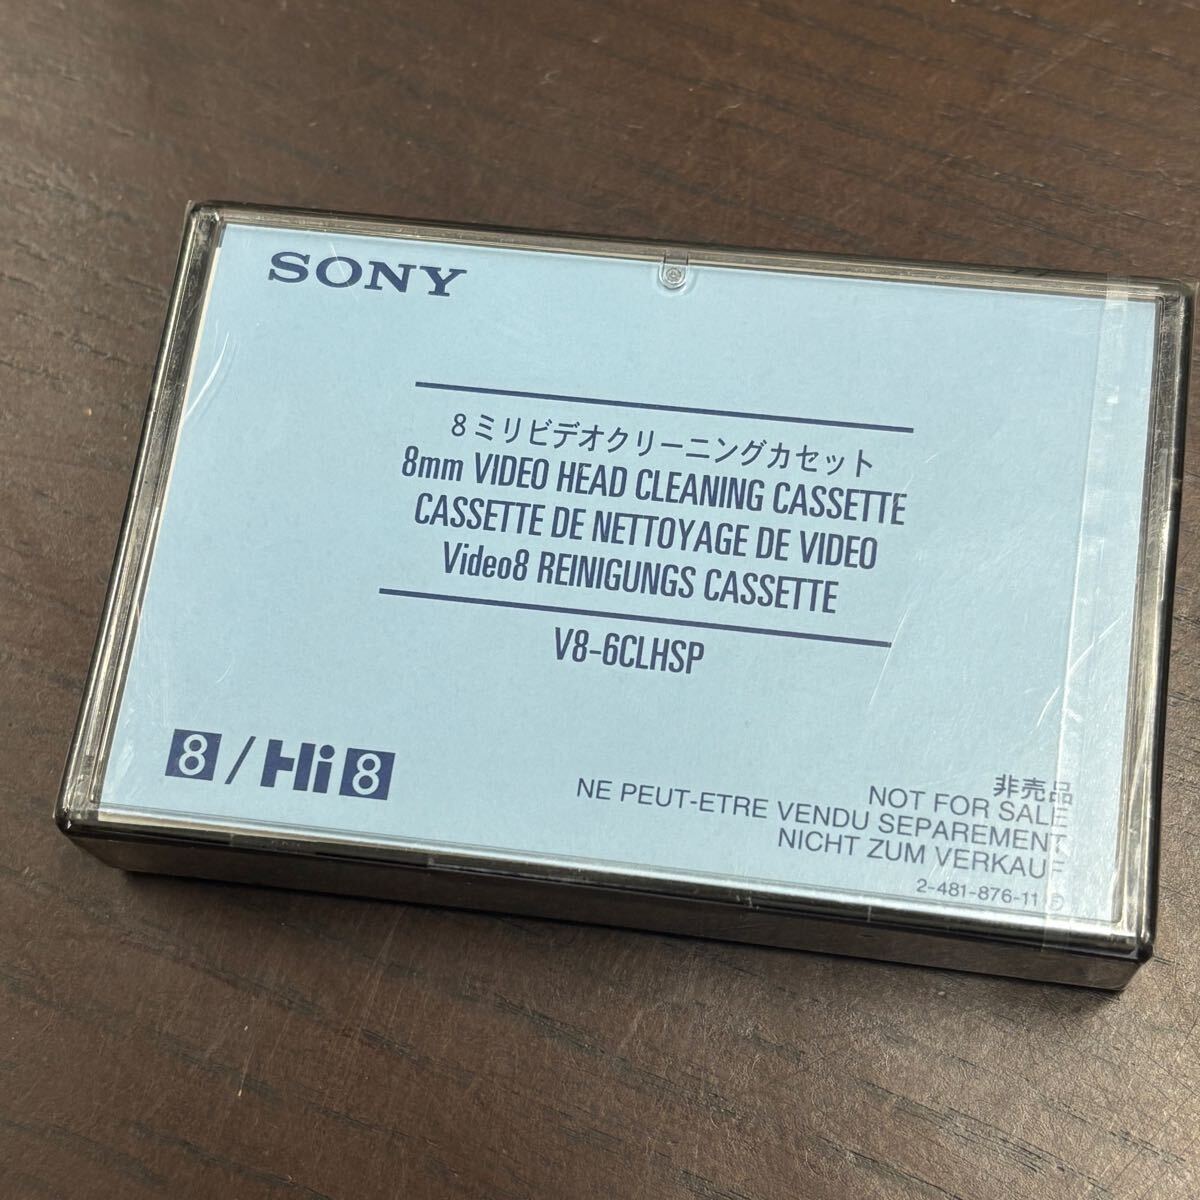 SONY
8ミリビデオクリーニングカセット
8mm VIDEO HEAD CLEANING CASSETTE
CASSETTE DE NETTOYAGE DE VIDEO
Video8 REINIGUNGS CASSETTE
V8-6CLHSP
8/Hi8
非売品
NOT FOR SALE
NE PEUT-ETRE VENDU SEPAREMENT
NICHT ZUM VERKAUF
2-481-876-11